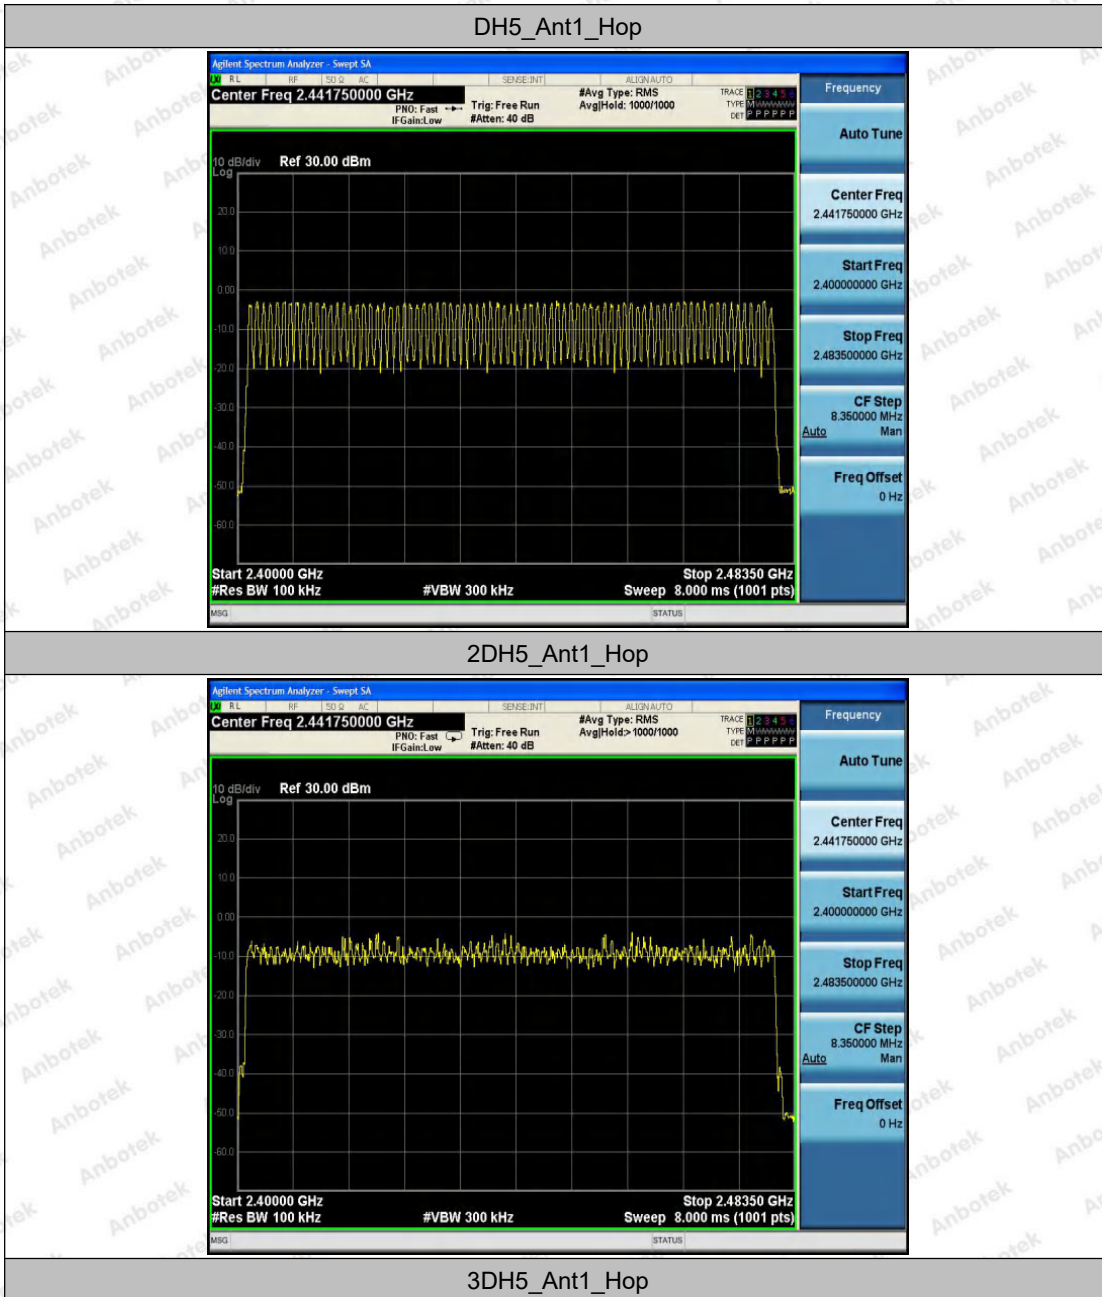 DH5_Ant1_Hop
Agilent Spectrum Analyzer - Swept SA
RL RF 50 Ω AC SENSE:INT ALIGN AUTO
Center Freq 2.441750000 GHz
PNO: Fast
IFGain:Low
Trig: Free Run
#Atten: 40 dB
#Avg Type: RMS
Avg|Hold: 1000/1000
TRACE 1 2 3 4 5 6
TYPE M
DET P P P P P P
10 dB/div Ref 30.00 dBm
Log
20.0
10.0
0.00
-10.0
-20.0
-30.0
-40.0
-50.0
-60.0
Start 2.40000 GHz Stop 2.48350 GHz
#Res BW 100 kHz #VBW 300 kHz Sweep 8.000 ms (1001 pts)
MSG STATUS
Frequency
Auto Tune
Center Freq
2.441750000 GHz
Start Freq
2.400000000 GHz
Stop Freq
2.483500000 GHz
CF Step
8.350000 MHz
Auto Man
Freq Offset
0 Hz
2DH5_Ant1_Hop
Agilent Spectrum Analyzer - Swept SA
RL RF 50 Ω AC SENSE:INT ALIGN AUTO
Center Freq 2.441750000 GHz
PNO: Fast
IFGain:Low
Trig: Free Run
#Atten: 40 dB
#Avg Type: RMS
Avg|Hold:>1000/1000
TRACE 1 2 3 4 5 6
TYPE M
DET P P P P P P
10 dB/div Ref 30.00 dBm
Log
20.0
10.0
0.00
-10.0
-20.0
-30.0
-40.0
-50.0
-60.0
Start 2.40000 GHz Stop 2.48350 GHz
#Res BW 100 kHz #VBW 300 kHz Sweep 8.000 ms (1001 pts)
MSG STATUS
Frequency
Auto Tune
Center Freq
2.441750000 GHz
Start Freq
2.400000000 GHz
Stop Freq
2.483500000 GHz
CF Step
8.350000 MHz
Auto Man
Freq Offset
0 Hz
3DH5_Ant1_Hop
Anbotek